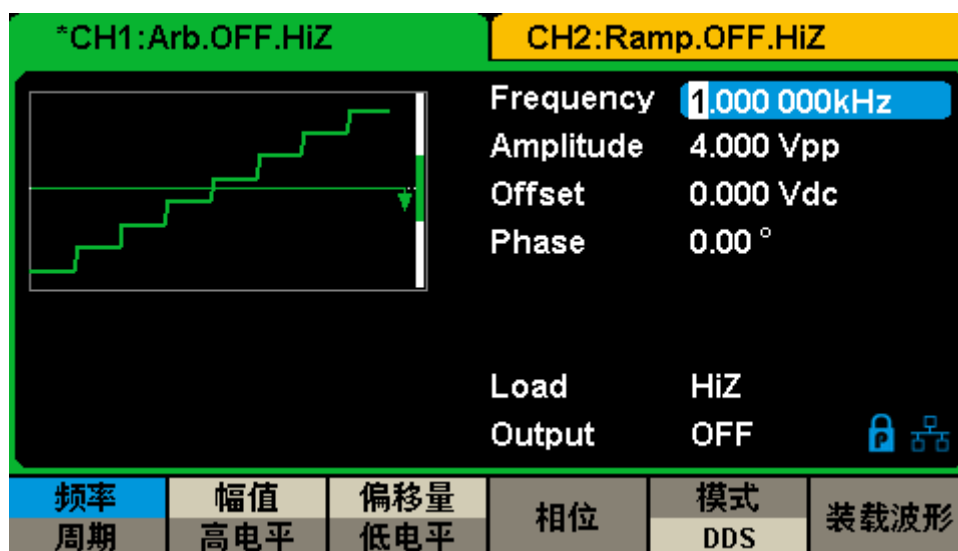 *CH1:Arb.OFF.HiZ
CH2:Ramp.OFF.HiZ
Frequency 1.000 000kHz
Amplitude 4.000 Vpp
Offset 0.000 Vdc
Phase 0.00 °
Load HiZ
Output OFF
频率 幅值 偏移量 相位 模式 装载波形
周期 高电平 低电平 DDS